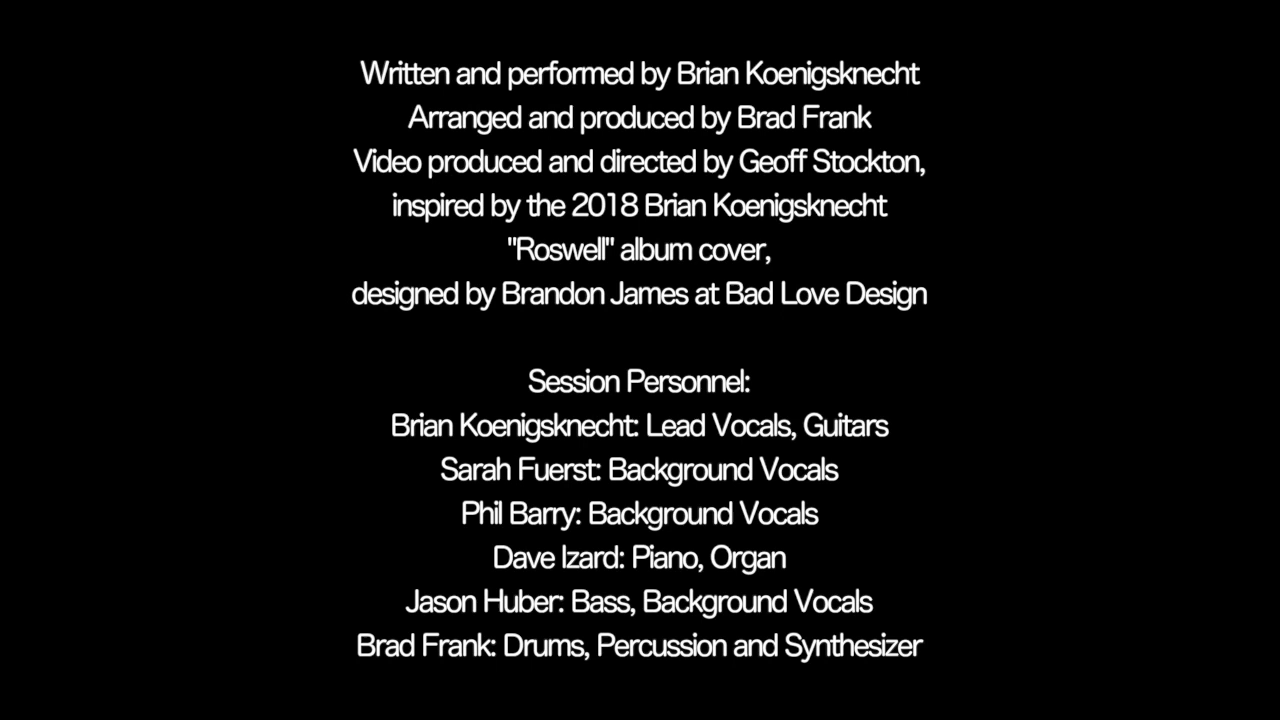 Written and performed by Brian Koenigsknecht
Arranged and produced by Brad Frank
Video produced and directed by Geoff Stockton,
inspired by the 2018 Brian Koenigsknecht
"Roswell" album cover,
designed by Brandon James at Bad Love Design
Session Personnel:
Brian Koenigsknecht: Lead Vocals, Guitars
Sarah Fuerst: Background Vocals
Phil Barry: Background Vocals
Dave Izard: Piano, Organ
Jason Huber: Bass, Background Vocals
Brad Frank: Drums, Percussion and Synthesizer